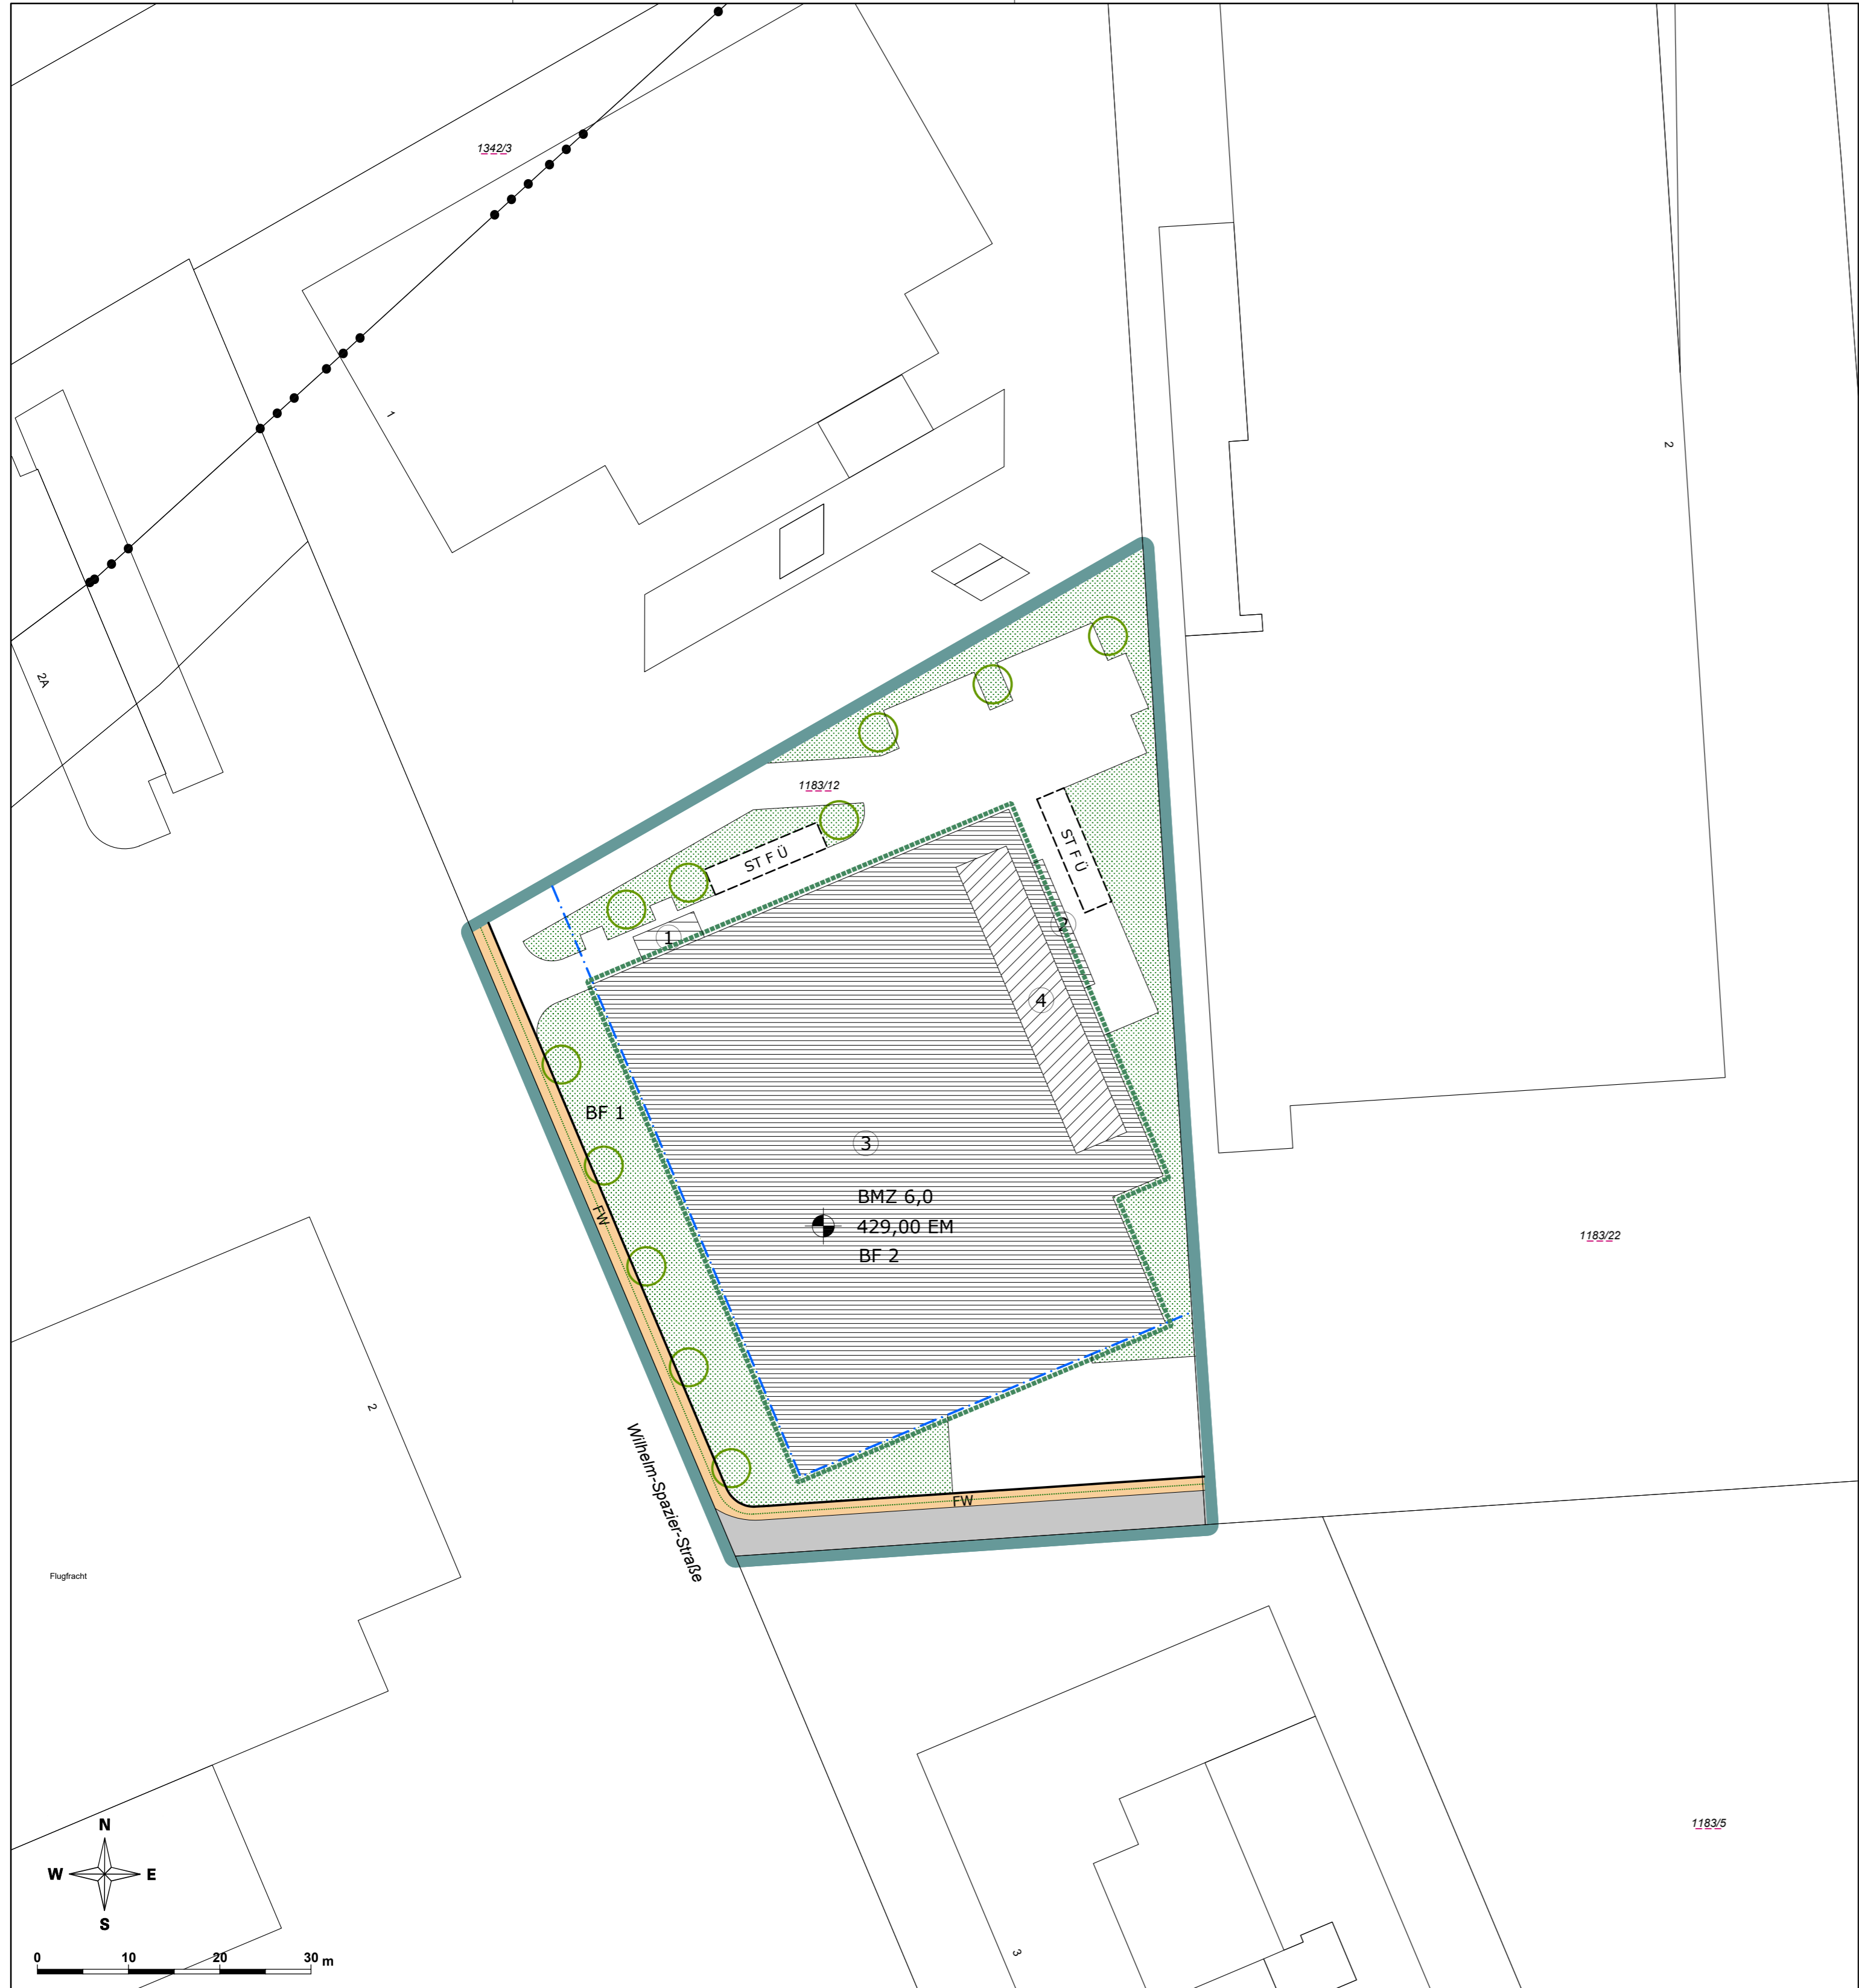 1342/3
1
2
2A
1183/12
ST F Ü
ST F Ü
1
2
4
BF 1
3
BMZ 6,0
429,00 EM
BF 2
FW
1183/22
2
Wilhelm-Spazier-Straße
FW
Flugfracht
1183/5
3
N
W E
S
0 10 20 30 m